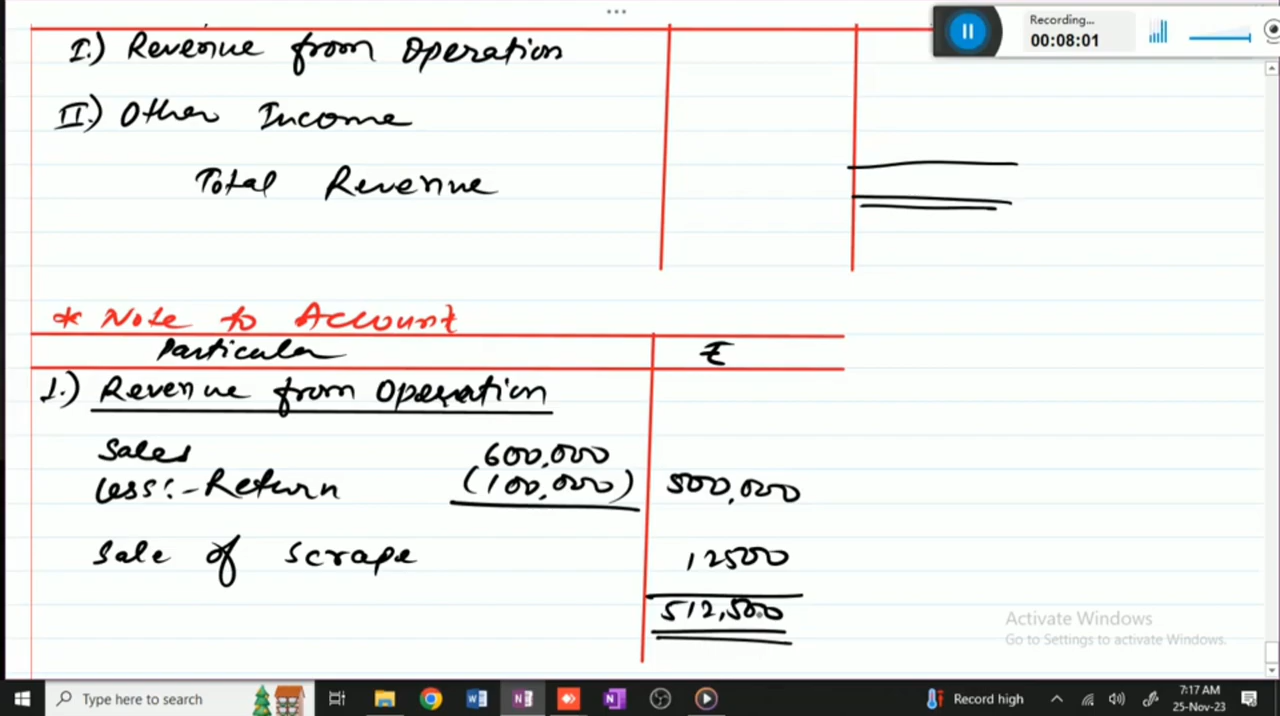 ...
Recording...
00:08:01
I.) Revenue from Operation
II.) Other Income
Total Revenue
* Note to Account
Particular ₹
I.) Revenue from Operation
Sales 600,000
Less:- Return (100,000) 500,000
Sale of Scrape 12500
512,500
Activate Windows
Go to Settings to activate Windows.
Type here to search
Record high
7:17 AM
25-Nov-23